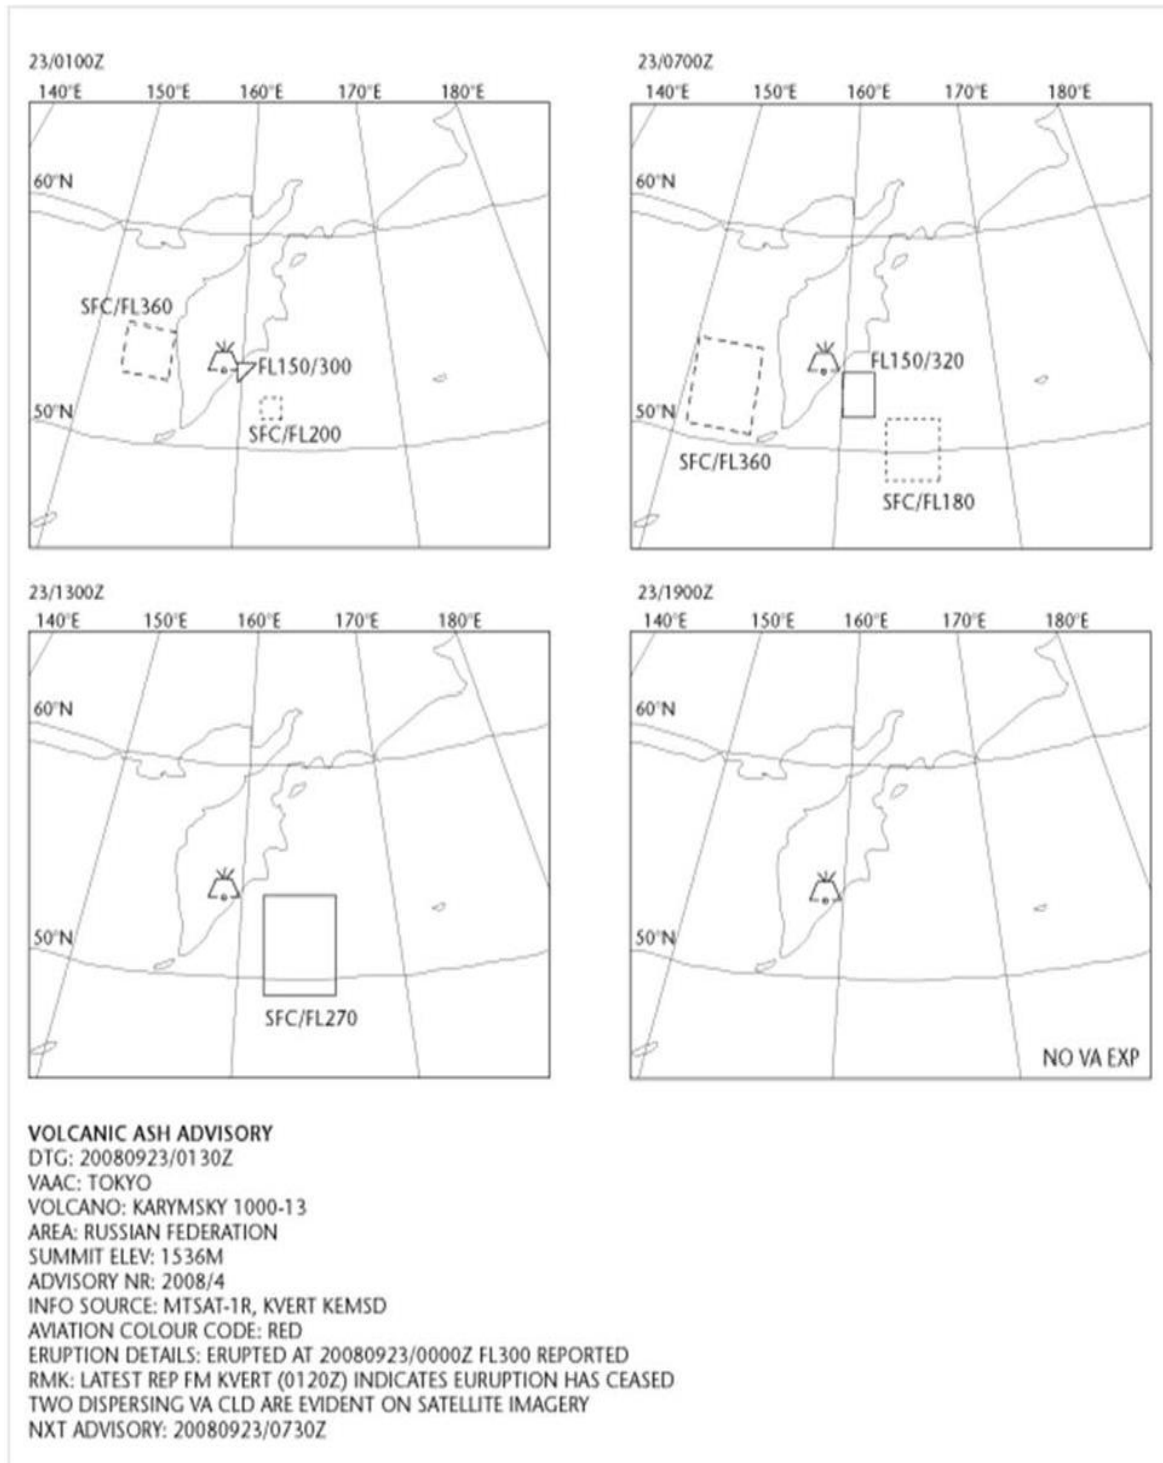 23/0100Z
140°E 150°E 160°E 170°E 180°E
60°N
SFC/FL360
FL150/300
50°N
SFC/FL200
23/0700Z
140°E 150°E 160°E 170°E 180°E
60°N
FL150/320
50°N
SFC/FL360
SFC/FL180
23/1300Z
140°E 150°E 160°E 170°E 180°E
60°N
50°N
SFC/FL270
23/1900Z
140°E 150°E 160°E 170°E 180°E
60°N
50°N
NO VA EXP
VOLCANIC ASH ADVISORY
DTG: 20080923/0130Z
VAAC: TOKYO
VOLCANO: KARYMSKY 1000-13
AREA: RUSSIAN FEDERATION
SUMMIT ELEV: 1536M
ADVISORY NR: 2008/4
INFO SOURCE: MTSAT-1R, KVERT KEMSD
AVIATION COLOUR CODE: RED
ERUPTION DETAILS: ERUPTED AT 20080923/0000Z FL300 REPORTED
RMK: LATEST REP FM KVERT (0120Z) INDICATES EURUPTION HAS CEASED
TWO DISPERSING VA CLD ARE EVIDENT ON SATELLITE IMAGERY
NXT ADVISORY: 20080923/0730Z